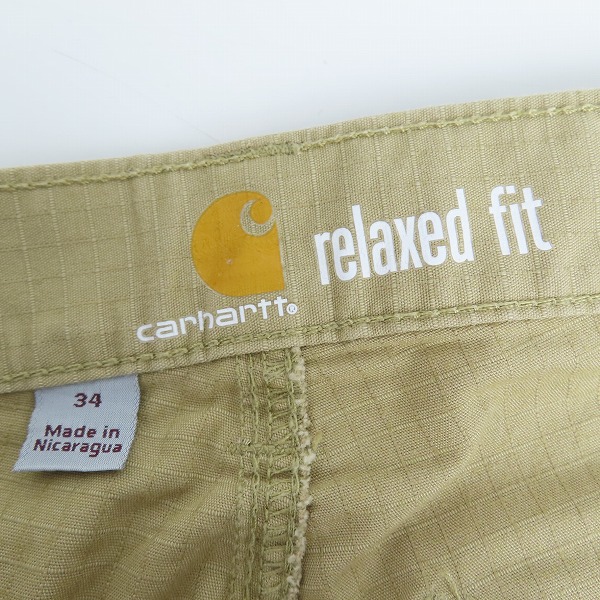 relaxed fit
carhartt®
34
Made in
Nicaragua